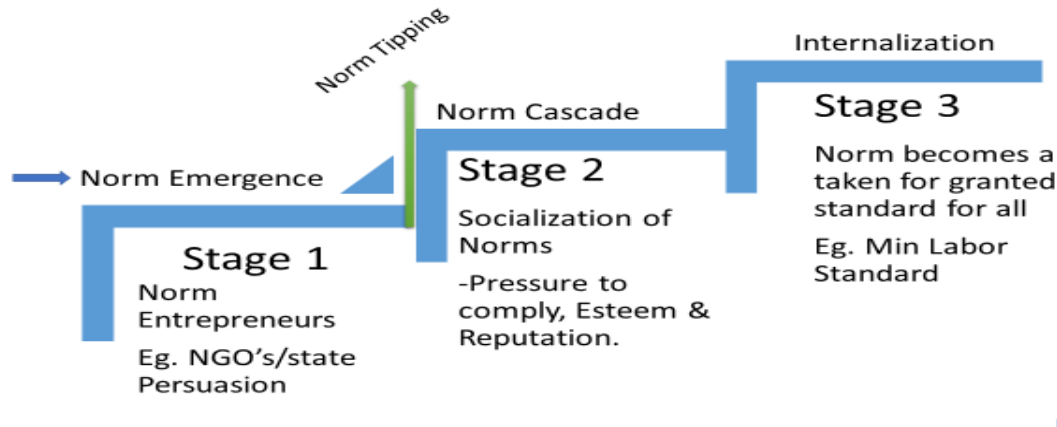 Norm Tipping
Norm Emergence
Stage 1
Norm
Entrepreneurs
Eg. NGO's/state
Persuasion
Norm Cascade
Stage 2
Socialization of
Norms
-Pressure to
comply, Esteem &
Reputation.
Internalization
Stage 3
Norm becomes a
taken for granted
standard for all
Eg. Min Labor
Standard